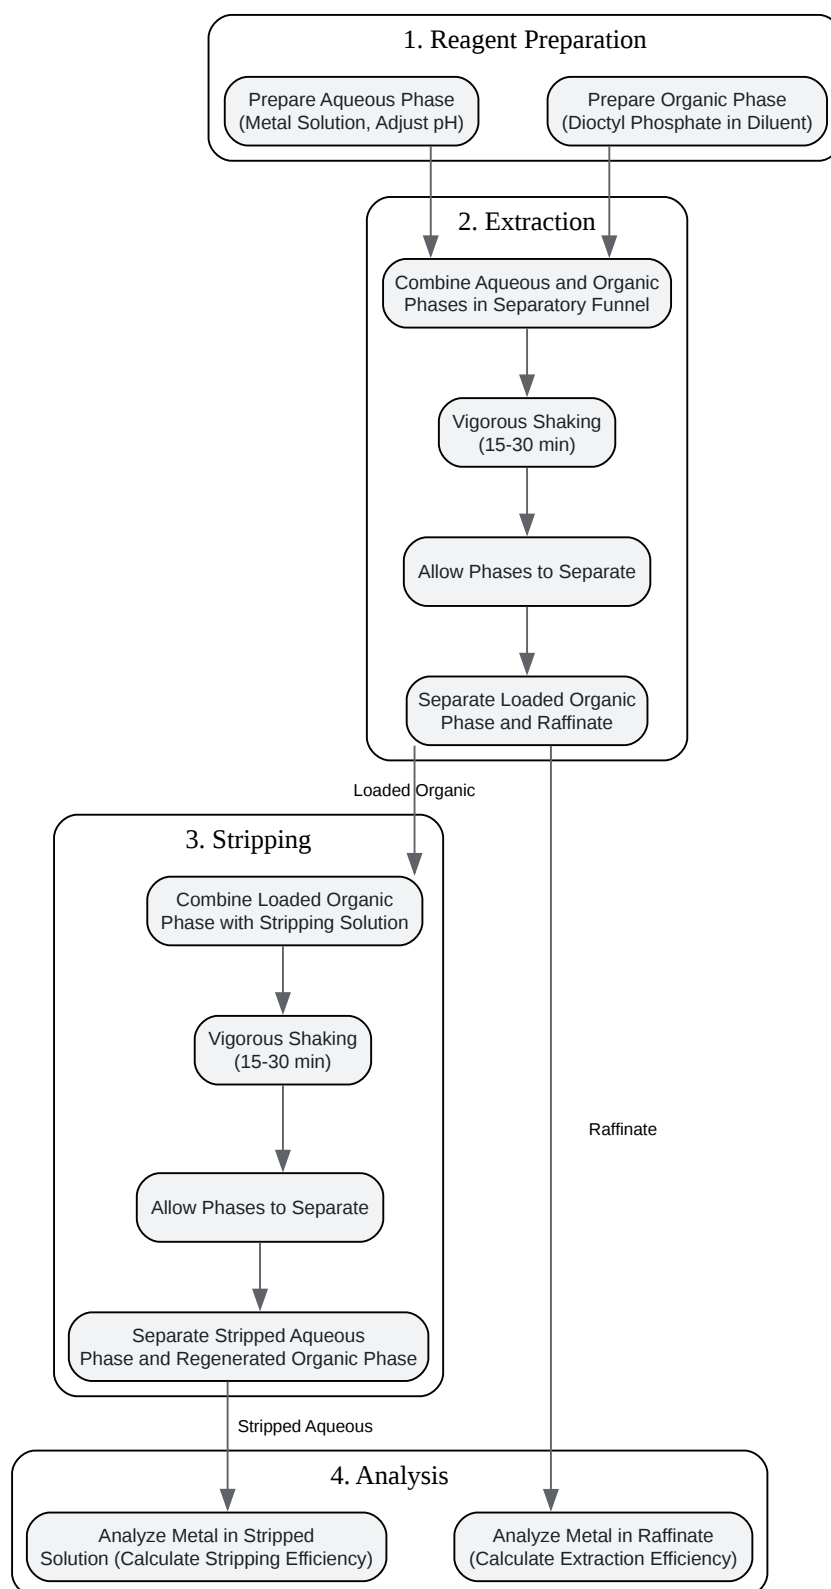 1. Reagent Preparation
Prepare Aqueous Phase
(Metal Solution, Adjust pH)
Prepare Organic Phase
(Dioctyl Phosphate in Diluent)
2. Extraction
Combine Aqueous and Organic
Phases in Separatory Funnel
Vigorous Shaking
(15-30 min)
Allow Phases to Separate
Separate Loaded Organic
Phase and Raffinate
Loaded Organic
3. Stripping
Combine Loaded Organic
Phase with Stripping Solution
Vigorous Shaking
(15-30 min)
Raffinate
Allow Phases to Separate
Separate Stripped Aqueous
Phase and Regenerated Organic Phase
Stripped Aqueous
4. Analysis
Analyze Metal in Stripped
Solution (Calculate Stripping Efficiency)
Analyze Metal in Raffinate
(Calculate Extraction Efficiency)